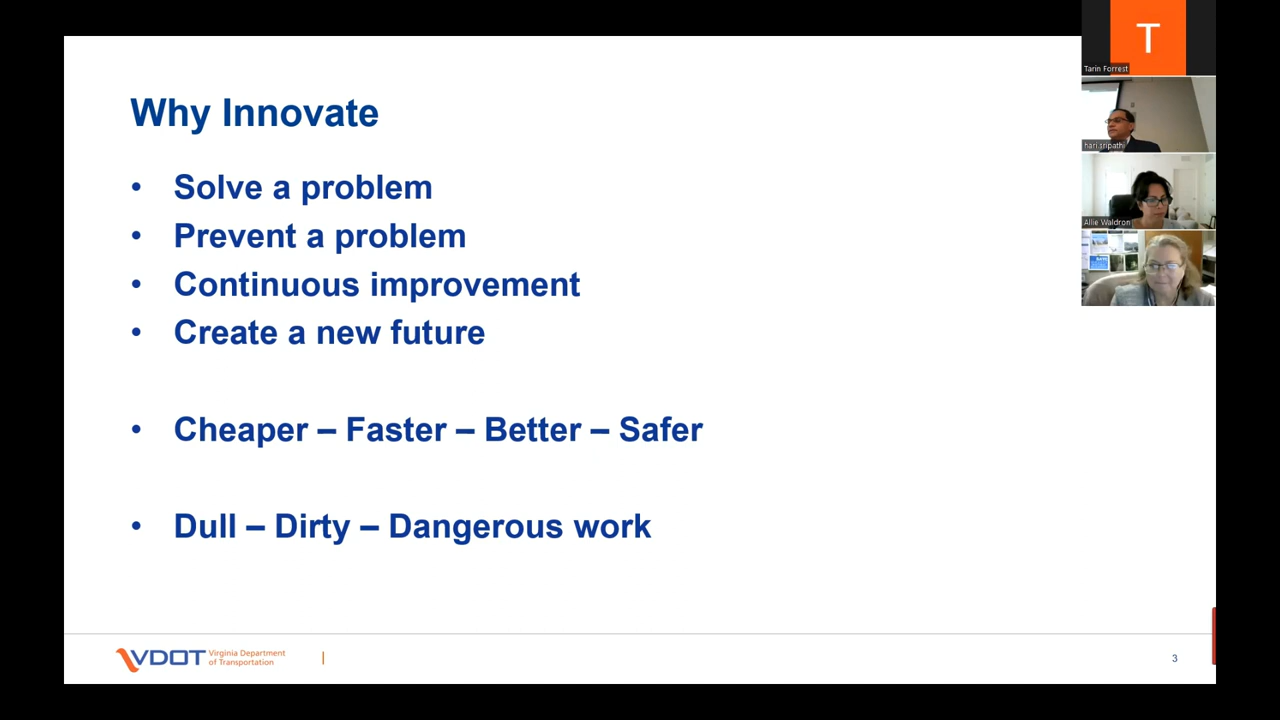 T
Tarin Forrest
Why Innovate
hari.sripathi
• Solve a problem
• Prevent a problem
Allie Waldron
• Continuous improvement
• Create a new future
• Cheaper – Faster – Better – Safer
• Dull – Dirty – Dangerous work
VDOT Virginia Department
of Transportation
3